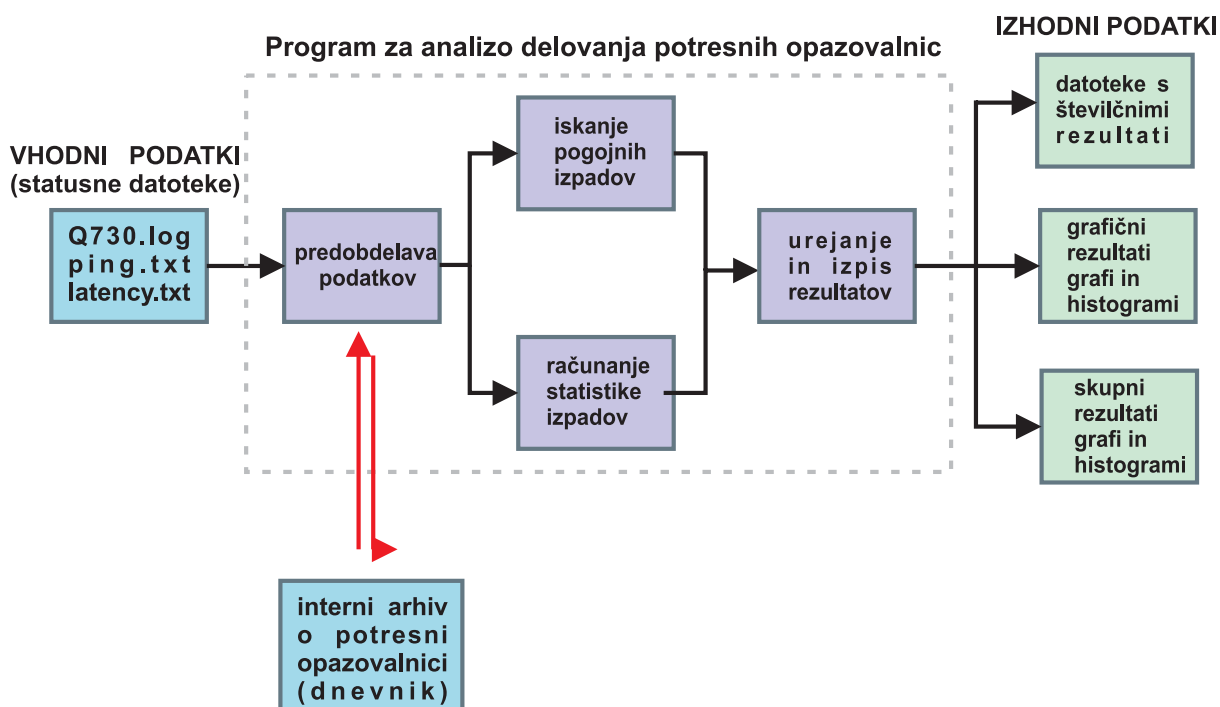 IZHODNI PODATKI
Program za analizo delovanja potresnih opazovalnic
VHODNI PODATKI
(statusne datoteke)
Q730.log
ping.txt
latency.txt
predobdelava
podatkov
iskanje
pogojnih
izpadov
računanje
statistike
izpadov
urejanje
in izpis
rezultatov
datoteke s
številčnimi
rezultati
grafični
rezultati
grafi in
histogrami
skupni
rezultati
grafi in
histogrami
interni arhiv
o potresni
opazovalnici
(dnevnik)